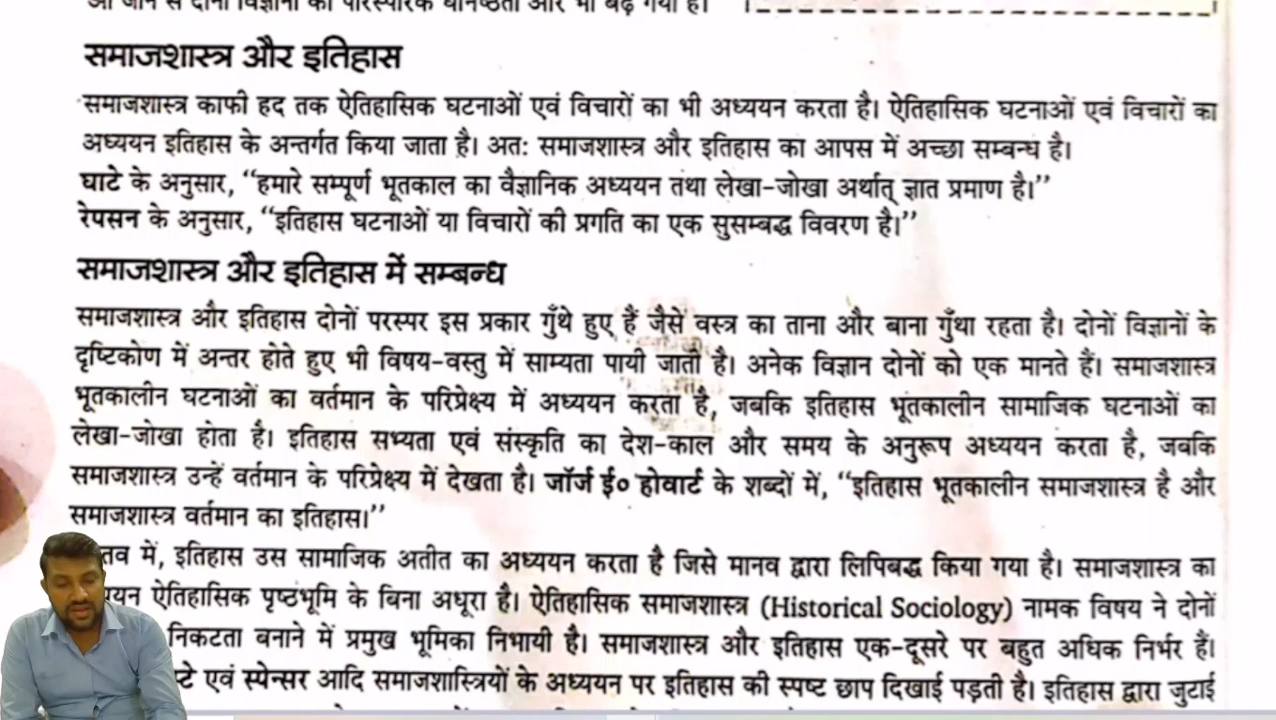 दोनों विज्ञानों की पारस्परिक घनिष्ठता और भी बढ़ गयी है।
समाजशास्त्र और इतिहास
समाजशास्त्र काफी हद तक ऐतिहासिक घटनाओं एवं विचारों का भी अध्ययन करता है। ऐतिहासिक घटनाओं एवं विचारों का
अध्ययन इतिहास के अन्तर्गत किया जाता है। अत: समाजशास्त्र और इतिहास का आपस में अच्छा सम्बन्ध है।
घाटे के अनुसार, “हमारे सम्पूर्ण भूतकाल का वैज्ञानिक अध्ययन तथा लेखा-जोखा अर्थात् ज्ञात प्रमाण है।”
रेपसन के अनुसार, “इतिहास घटनाओं या विचारों की प्रगति का एक सुसम्बद्ध विवरण है।”
समाजशास्त्र और इतिहास में सम्बन्ध
समाजशास्त्र और इतिहास दोनों परस्पर इस प्रकार गुँथे हुए हैं जैसे वस्त्र का ताना और बाना गुँथा रहता है। दोनों विज्ञानों के
दृष्टिकोण में अन्तर होते हुए भी विषय-वस्तु में साम्यता पायी जाती है। अनेक विज्ञान दोनों को एक मानते हैं। समाजशास्त्र
भूतकालीन घटनाओं का वर्तमान के परिप्रेक्ष्य में अध्ययन करता है, जबकि इतिहास भूतकालीन सामाजिक घटनाओं का
लेखा-जोखा होता है। इतिहास सभ्यता एवं संस्कृति का देश-काल और समय के अनुरूप अध्ययन करता है, जबकि
समाजशास्त्र उन्हें वर्तमान के परिप्रेक्ष्य में देखता है। जॉर्ज ई० होवार्ट के शब्दों में, “इतिहास भूतकालीन समाजशास्त्र है और
समाजशास्त्र वर्तमान का इतिहास।”
में, इतिहास उस सामाजिक अतीत का अध्ययन करता है जिसे मानव द्वारा लिपिबद्ध किया गया है। समाजशास्त्र का
ऐतिहासिक पृष्ठभूमि के बिना अधूरा है। ऐतिहासिक समाजशास्त्र (Historical Sociology) नामक विषय ने दोनों
निकटता बनाने में प्रमुख भूमिका निभायी है। समाजशास्त्र और इतिहास एक-दूसरे पर बहुत अधिक निर्भर हैं।
एवं स्पेन्सर आदि समाजशास्त्रियों के अध्ययन पर इतिहास की स्पष्ट छाप दिखाई पड़ती है। इतिहास द्वारा जुटाई